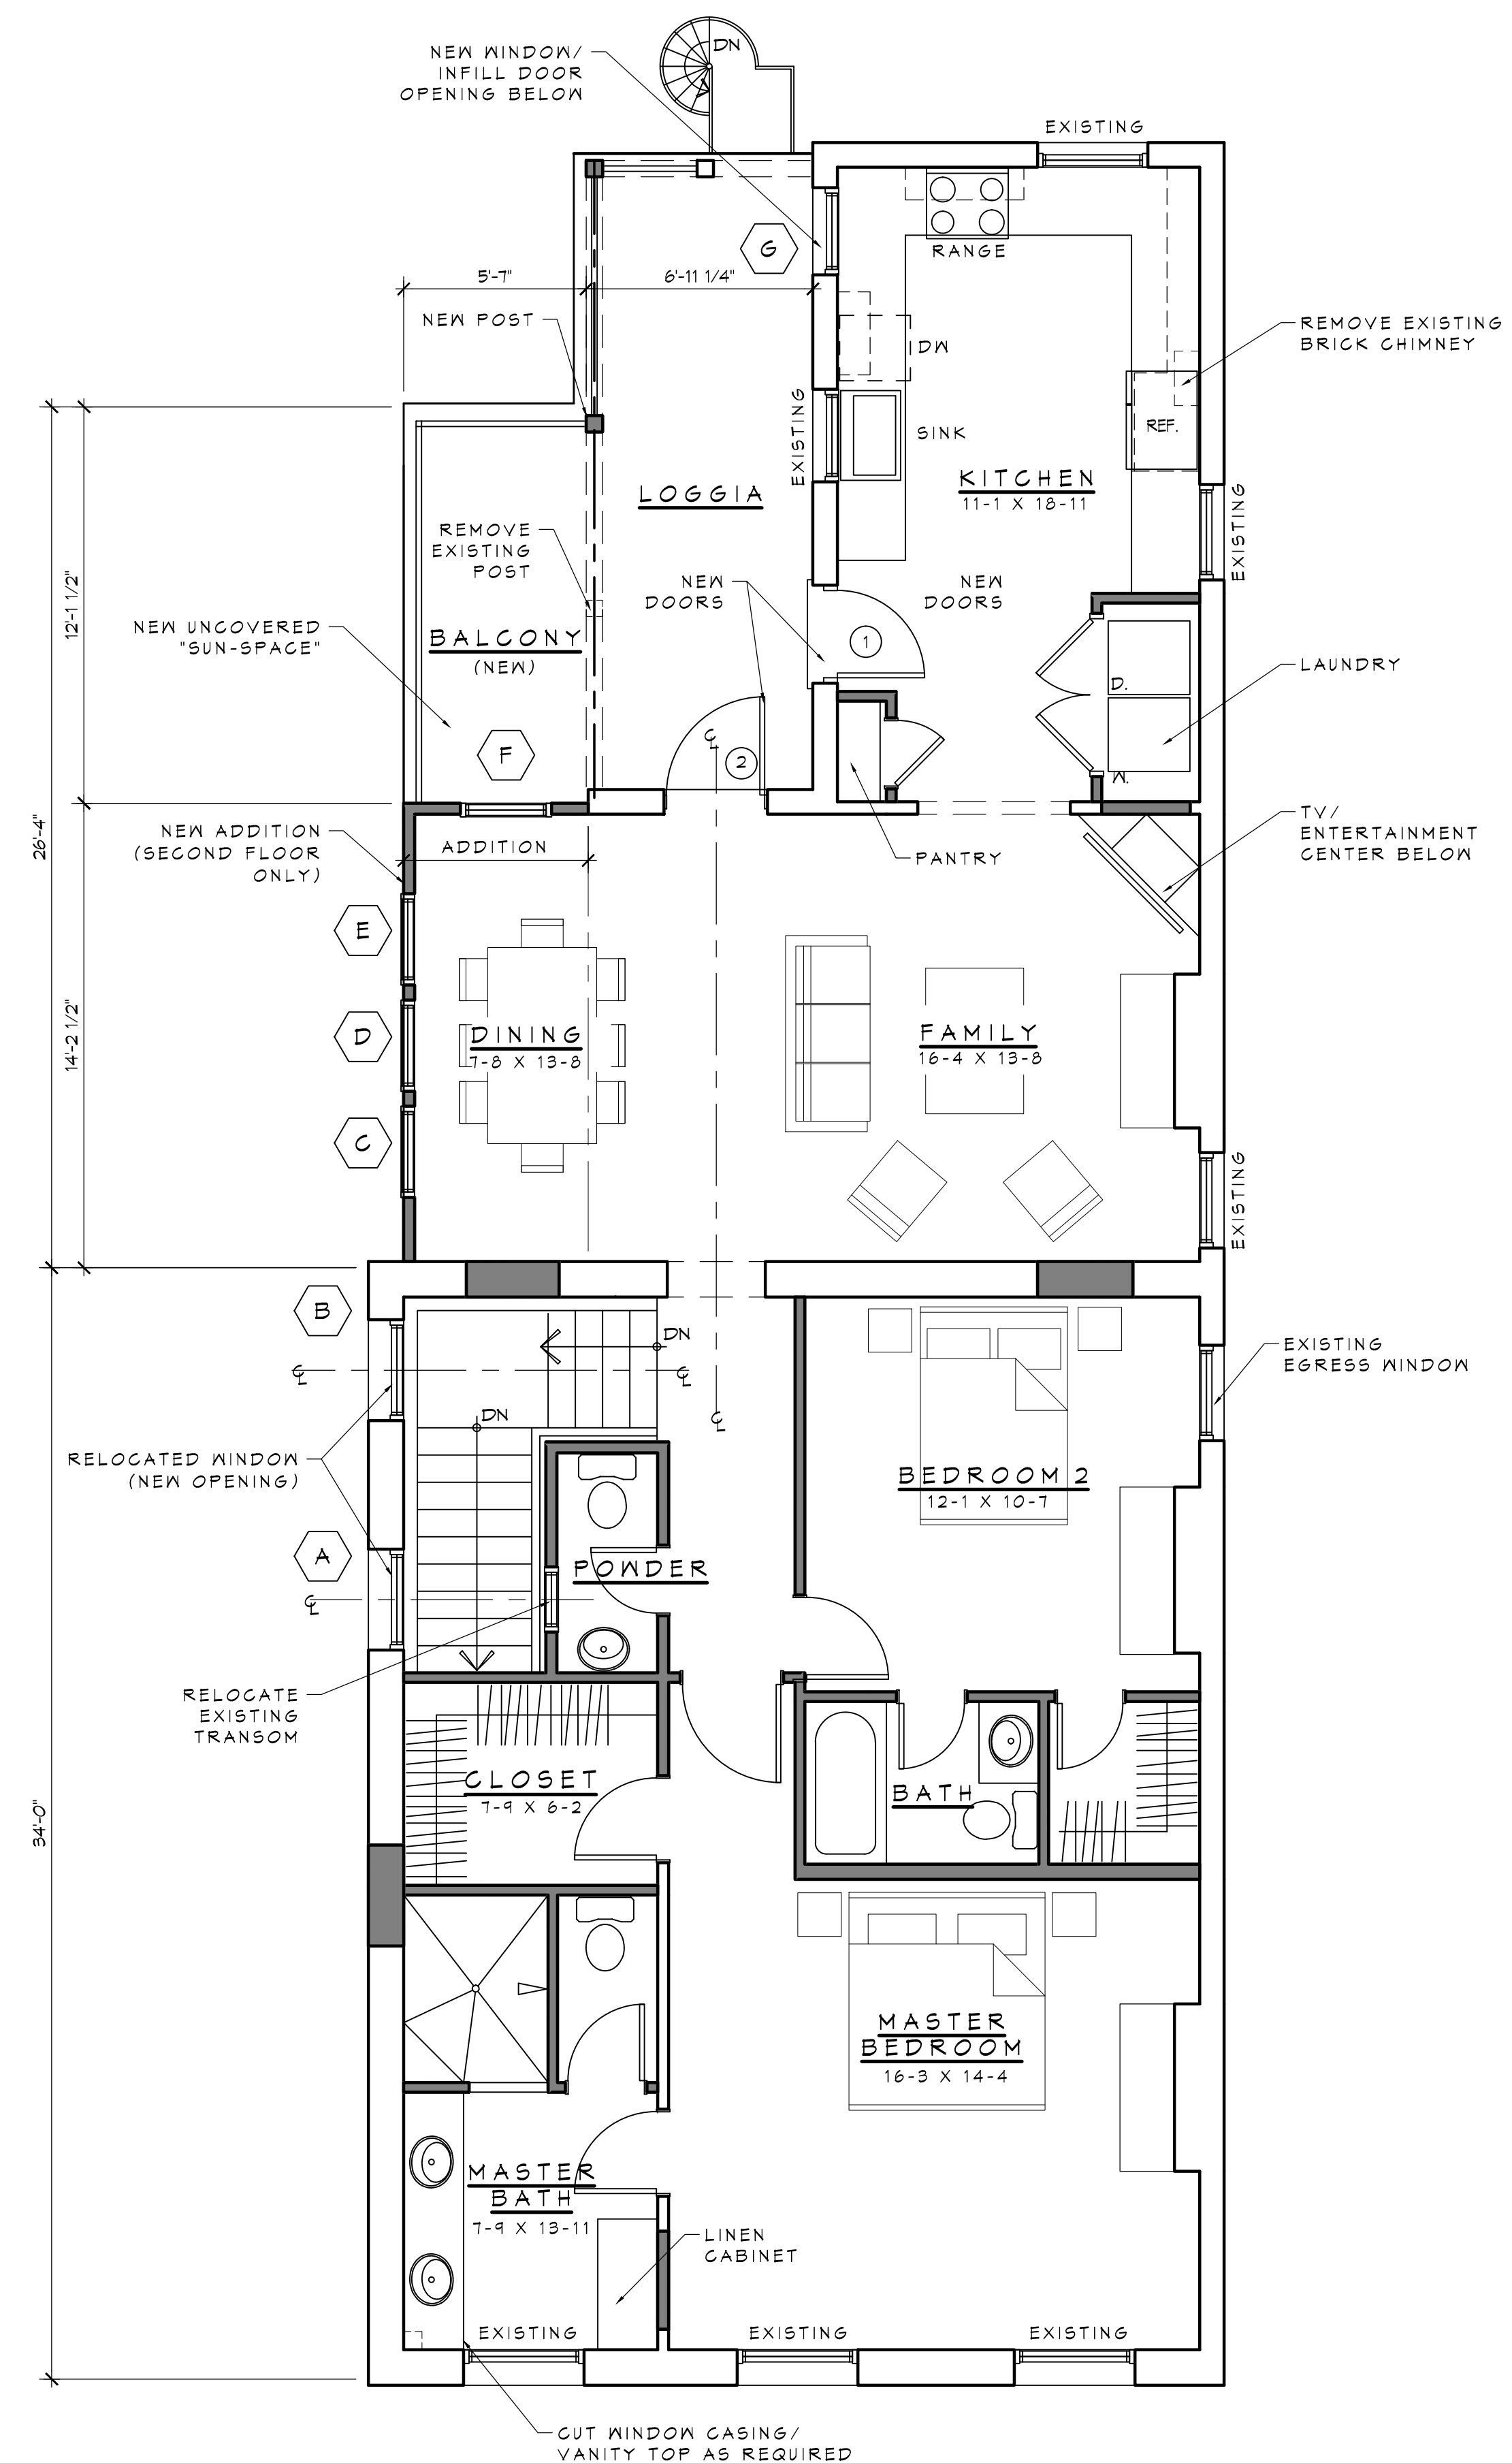 DN
NEW WINDOW/
INFILL DOOR
OPENING BELOW
EXISTING
G
RANGE
5'-7"
6'-11 1/4"
NEW POST
DW
REMOVE EXISTING
BRICK CHIMNEY
EXISTING
SINK
REF.
LOGGIA
KITCHEN
11-1 X 18-11
EXISTING
REMOVE
EXISTING
POST
NEW
DOORS
NEW
DOORS
12'-1 1/2"
NEW UNCOVERED
"SUN-SPACE"
BALCONY
(NEW)
1
LAUNDRY
D.
F
2
W.
26'-4"
NEW ADDITION
(SECOND FLOOR
ONLY)
ADDITION
PANTRY
TV/
ENTERTAINMENT
CENTER BELOW
E
14'-2 1/2"
D
DINING
7-8 X 13-8
FAMILY
16-4 X 13-8
C
EXISTING
B
DN
EXISTING
EGRESS WINDOW
DN
RELOCATED WINDOW
(NEW OPENING)
BEDROOM 2
12-1 X 10-7
A
POWDER
RELOCATE
EXISTING
TRANSOM
CLOSET
7-9 X 6-2
BATH
34'-0"
MASTER
BEDROOM
16-3 X 14-4
MASTER
BATH
7-9 X 13-11
LINEN
CABINET
EXISTING
EXISTING
EXISTING
CUT WINDOW CASING/
VANITY TOP AS REQUIRED